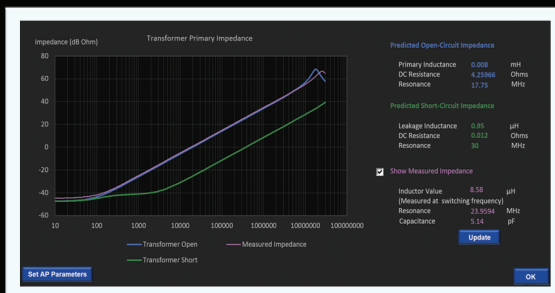 Impedance [dB Ohm]
Transformer Primary Impedance
80
60
40
20
0
-20
-40
-60
10
100
1000
10000
100000
1000000
10000000
100000000
Transformer Open
Measured Impedance
Transformer Short
Predicted Open-Circuit Impedance
Primary Inductance 0.008 mH
DC Resistance 4.25966 Ohms
Resonance 17.75 MHz
Predicted Short-Circuit Impedance
Leakage Inductance 0.95 µH
DC Resistance 0.012 Ohms
Resonance 30 MHz
Show Measured Impedance
Inductor Value 8.58 µH
(Measured at switching frequency)
Resonance 23.9594 MHz
Capacitance 5.14 pF
Update
Set AP Parameters
OK